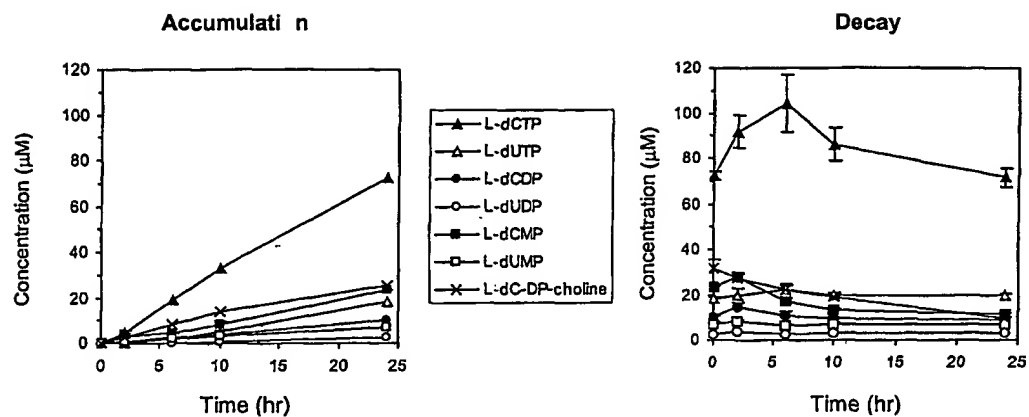 Accumulati n
Concentration (μM)
120
100
80
60
40
20
0
0 5 10 15 20 25
Time (hr)
L-dCTP
L-dUTP
L-dCDP
L-dUDP
L-dCMP
L-dUMP
L-dC-DP-choline
Decay
Concentration (μM)
120
100
80
60
40
20
0
0 5 10 15 20 25
Time (hr)